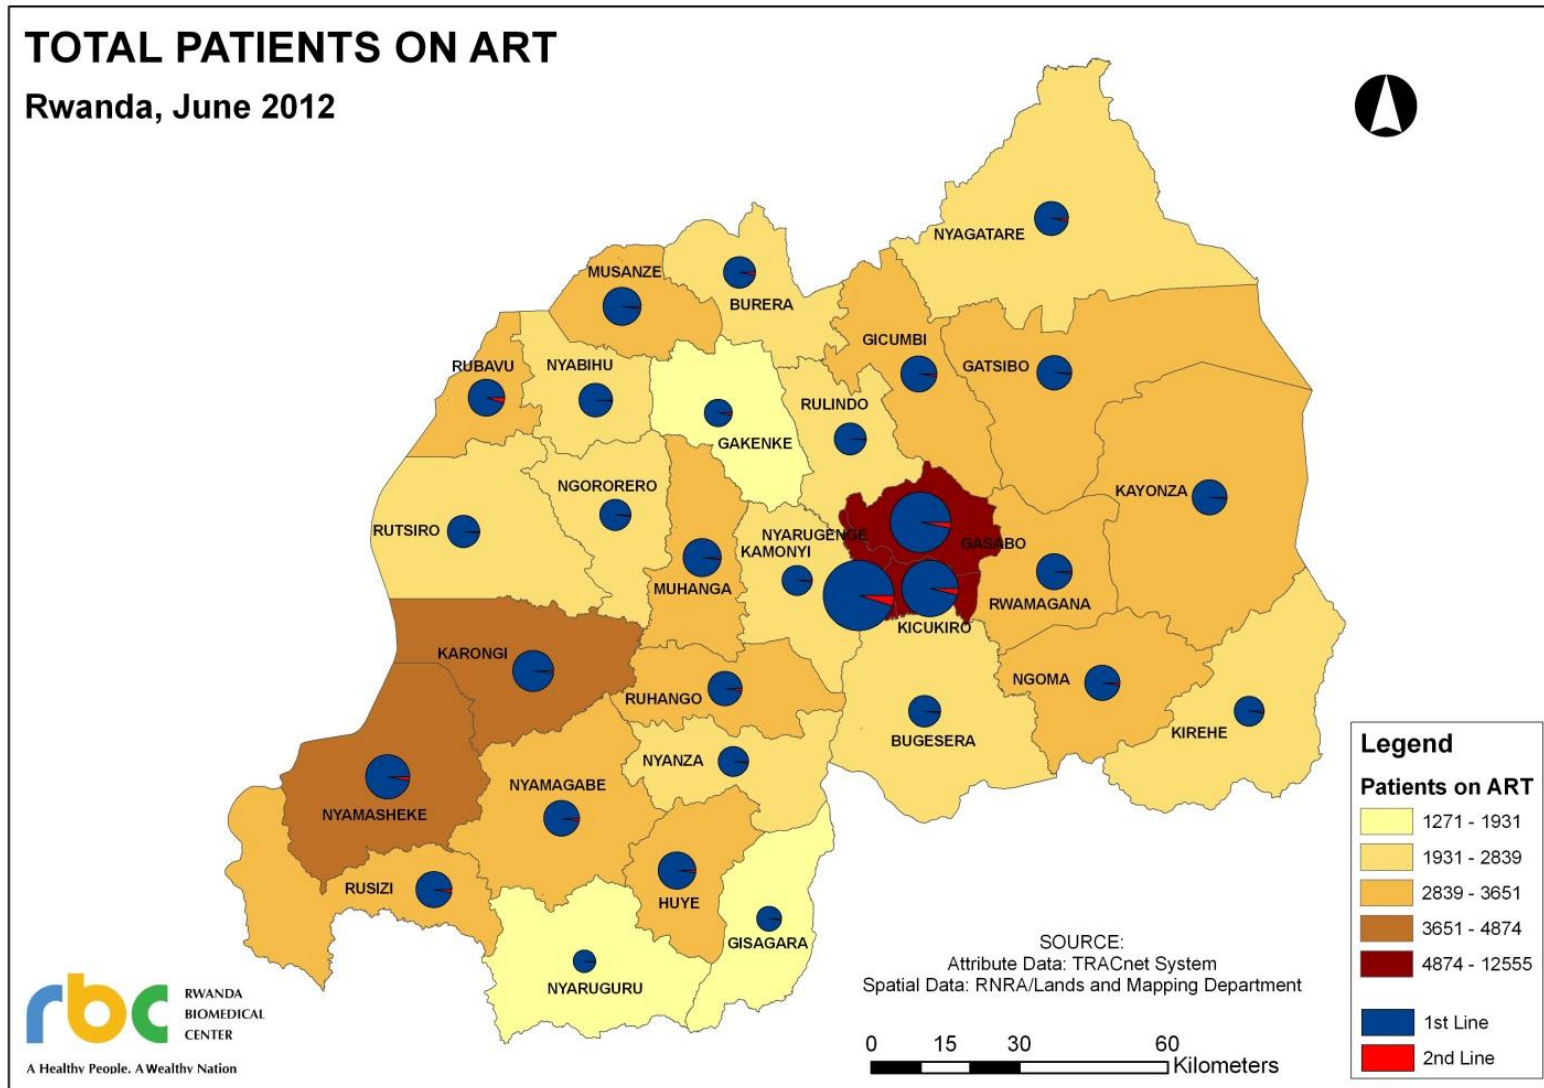 TOTAL PATIENTS ON ART
Rwanda, June 2012
NYAGATARE
MUSANZE
BURERA
GICUMBI
GATSIBO
RUBAVU
NYABIHU
RULINDO
GAKENKE
NGORORERO
KAYONZA
RUTSIRO
NYARUGENGE
GASABO
KAMONYI
MUHANGA
RWAMAGANA
KICUKIRO
KARONGI
NGOMA
RUHANGO
KIREHE
BUGESERA
NYANZA
NYAMAGABE
NYAMASHEKE
RUSIZI
HUYE
GISAGARA
NYARUGURU
Legend
Patients on ART
1271 - 1931
1931 - 2839
2839 - 3651
3651 - 4874
4874 - 12555
1st Line
2nd Line
SOURCE:
Attribute Data: TRACnet System
Spatial Data: RNRA/Lands and Mapping Department
0 15 30 60
Kilometers
rbc
RWANDA
BIOMEDICAL
CENTER
A Healthy People. A Wealthy Nation